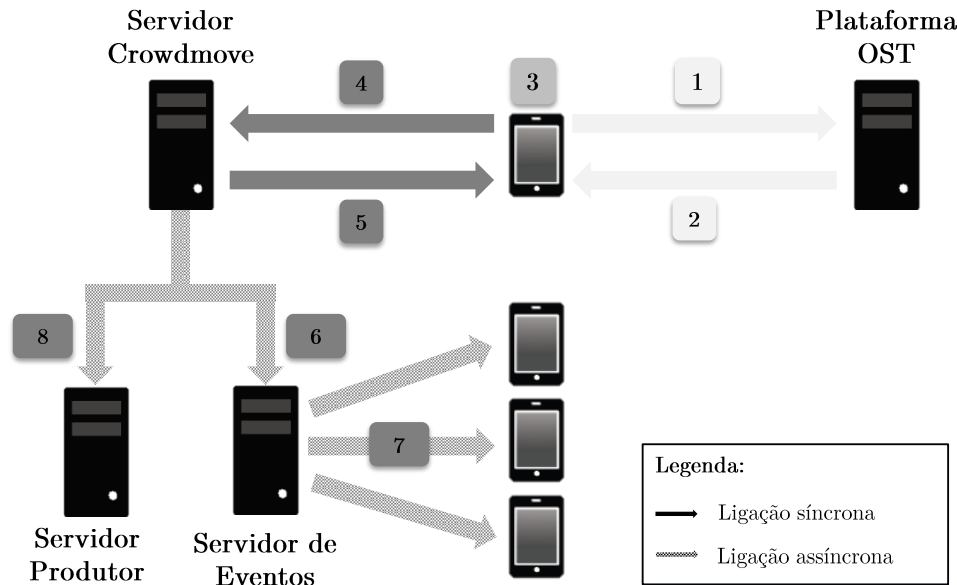 Servidor
Crowdmove
Plataforma
OST
4
3
1
5
2
8
6
7
Servidor
Produtor
Servidor de
Eventos
Legenda:
Ligação síncrona
Ligação assíncrona